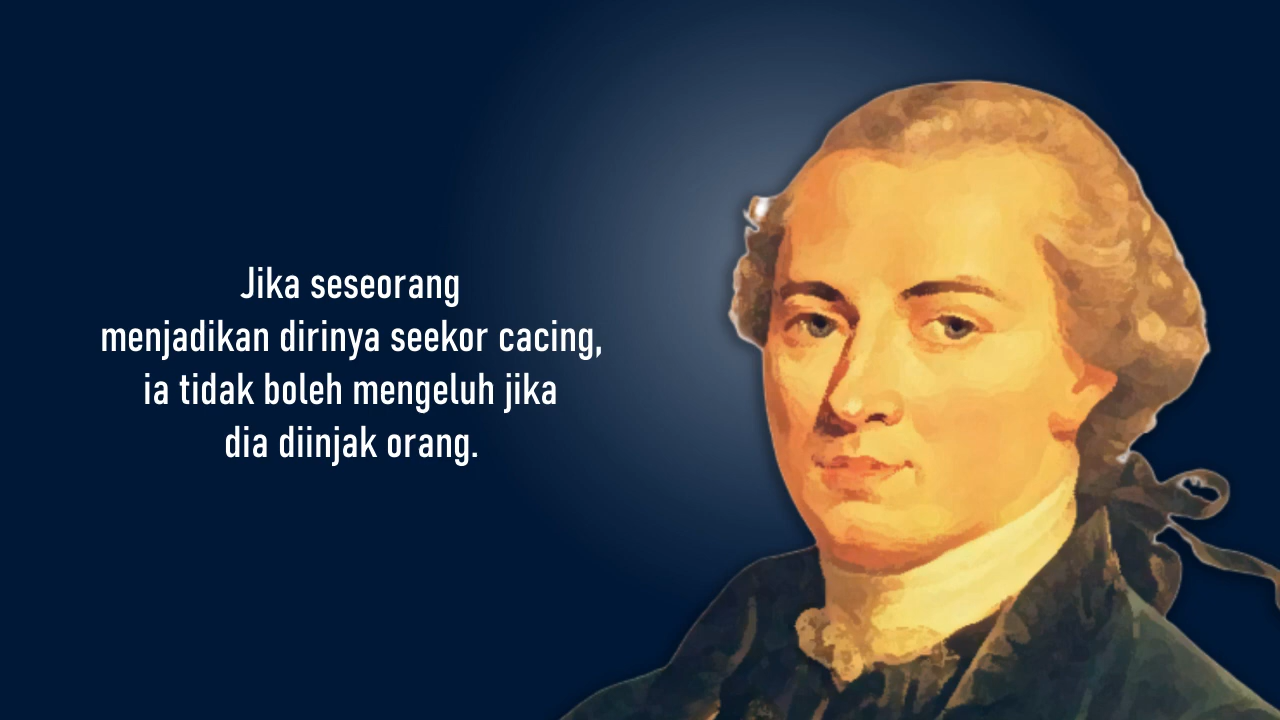 Jika seseorang
menjadikan dirinya seekor cacing,
ia tidak boleh mengeluh jika
dia diinjak orang.